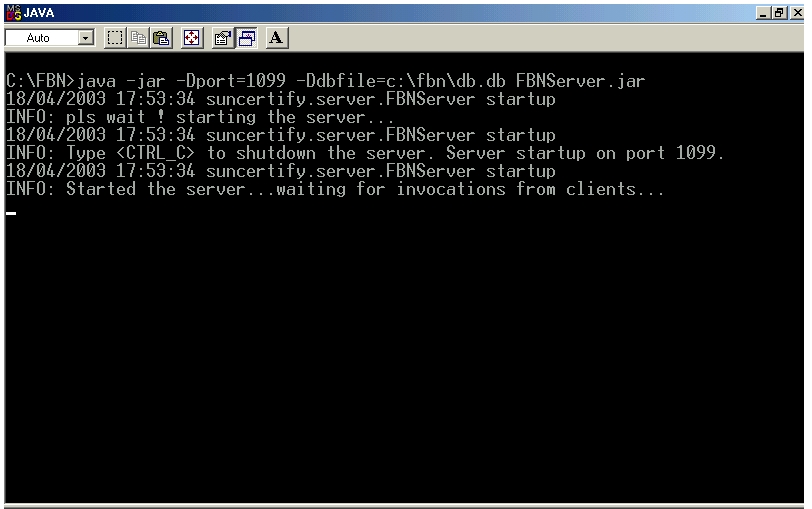 MS DOS JAVA
Auto
A
C:\FBN>java -jar -Dport=1099 -Ddbfile=c:\fbn\db.db FBNServer.jar
18/04/2003 17:53:34 suncertify.server.FBNServer startup
INFO: pls wait ! starting the server...
18/04/2003 17:53:34 suncertify.server.FBNServer startup
INFO: Type <CTRL_C> to shutdown the server. Server startup on port 1099.
18/04/2003 17:53:34 suncertify.server.FBNServer startup
INFO: Started the server...waiting for invocations from clients...